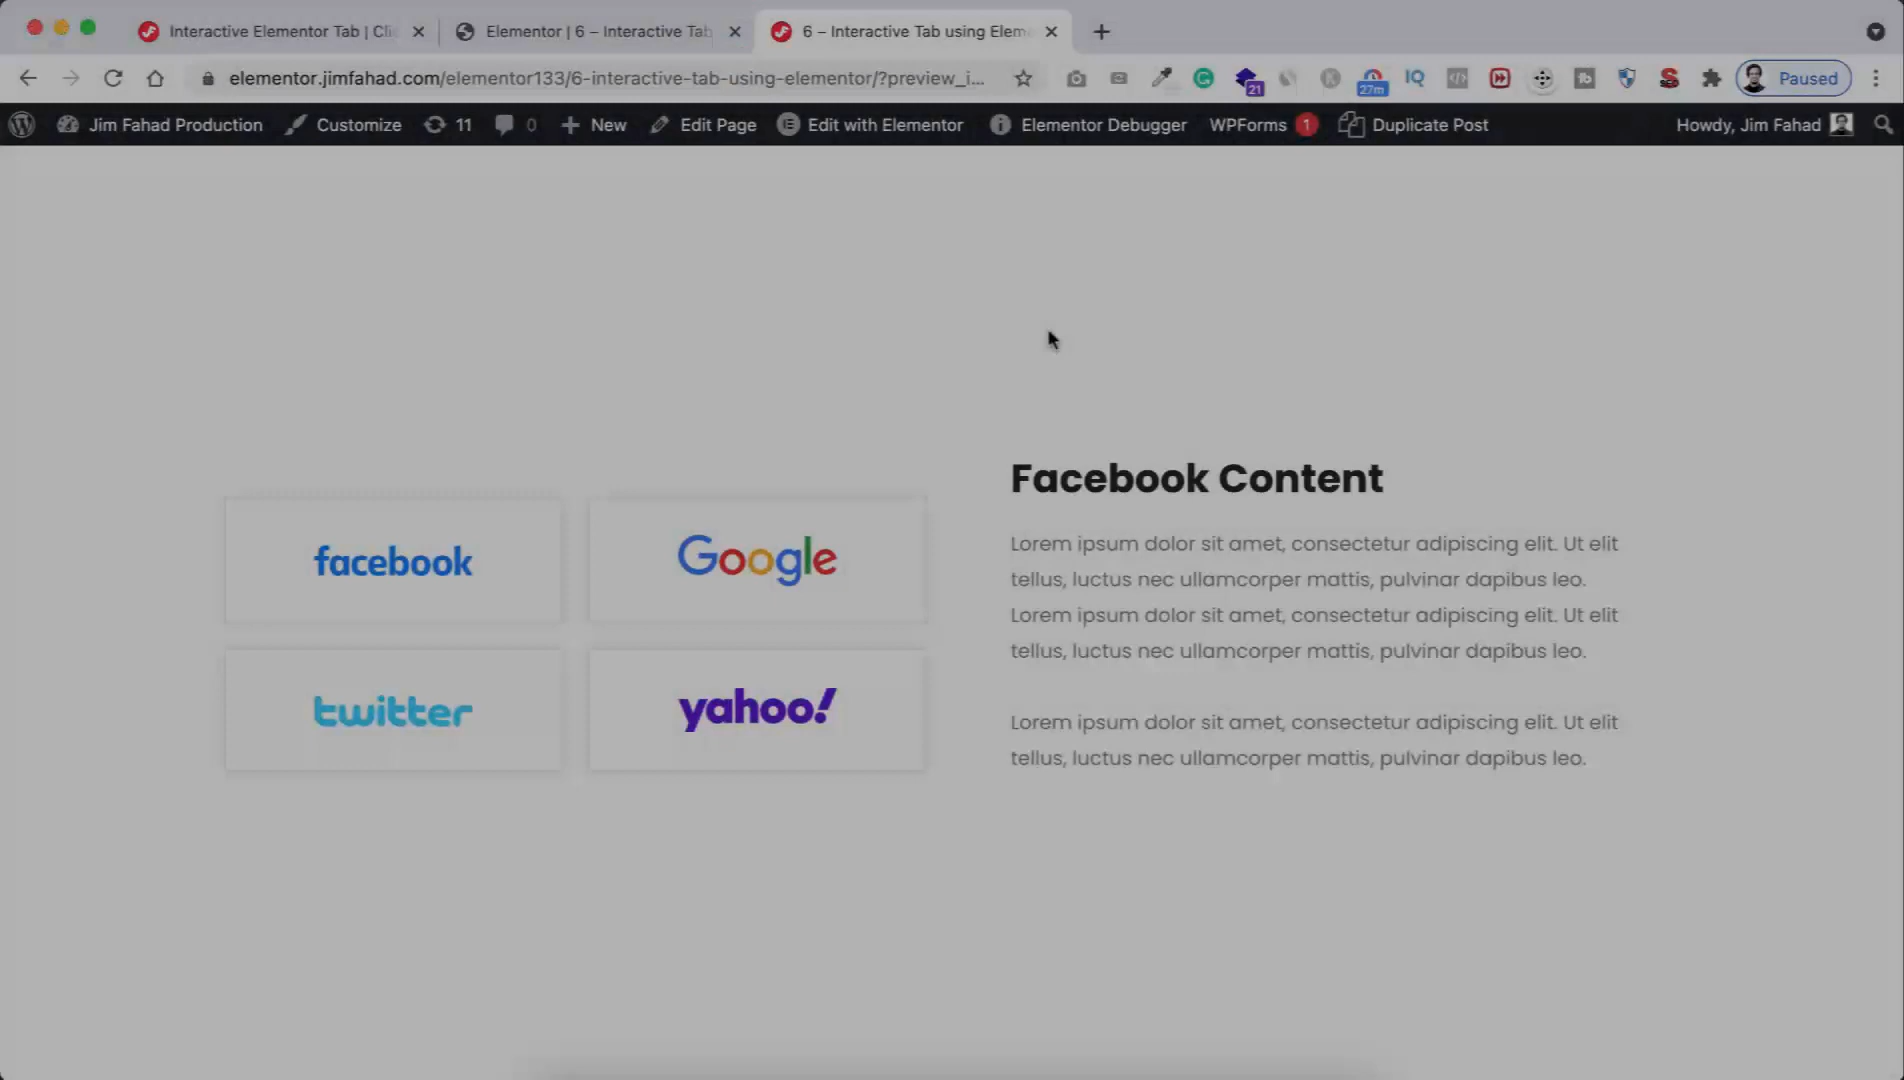 Interactive Elementor Tab | Clic
Elementor | 6 – Interactive Tab
6 – Interactive Tab using Elem
elementor.jimfahad.com/elementor133/6-interactive-tab-using-elementor/?preview_i...
21
27m
IQ
Paused
Jim Fahad Production
Customize
11
0
New
Edit Page
Edit with Elementor
Elementor Debugger
WPForms 1
Duplicate Post
Howdy, Jim Fahad
Facebook Content
facebook
Google
twitter
yahoo!
Lorem ipsum dolor sit amet, consectetur adipiscing elit. Ut elit
tellus, luctus nec ullamcorper mattis, pulvinar dapibus leo.
Lorem ipsum dolor sit amet, consectetur adipiscing elit. Ut elit
tellus, luctus nec ullamcorper mattis, pulvinar dapibus leo.
Lorem ipsum dolor sit amet, consectetur adipiscing elit. Ut elit
tellus, luctus nec ullamcorper mattis, pulvinar dapibus leo.